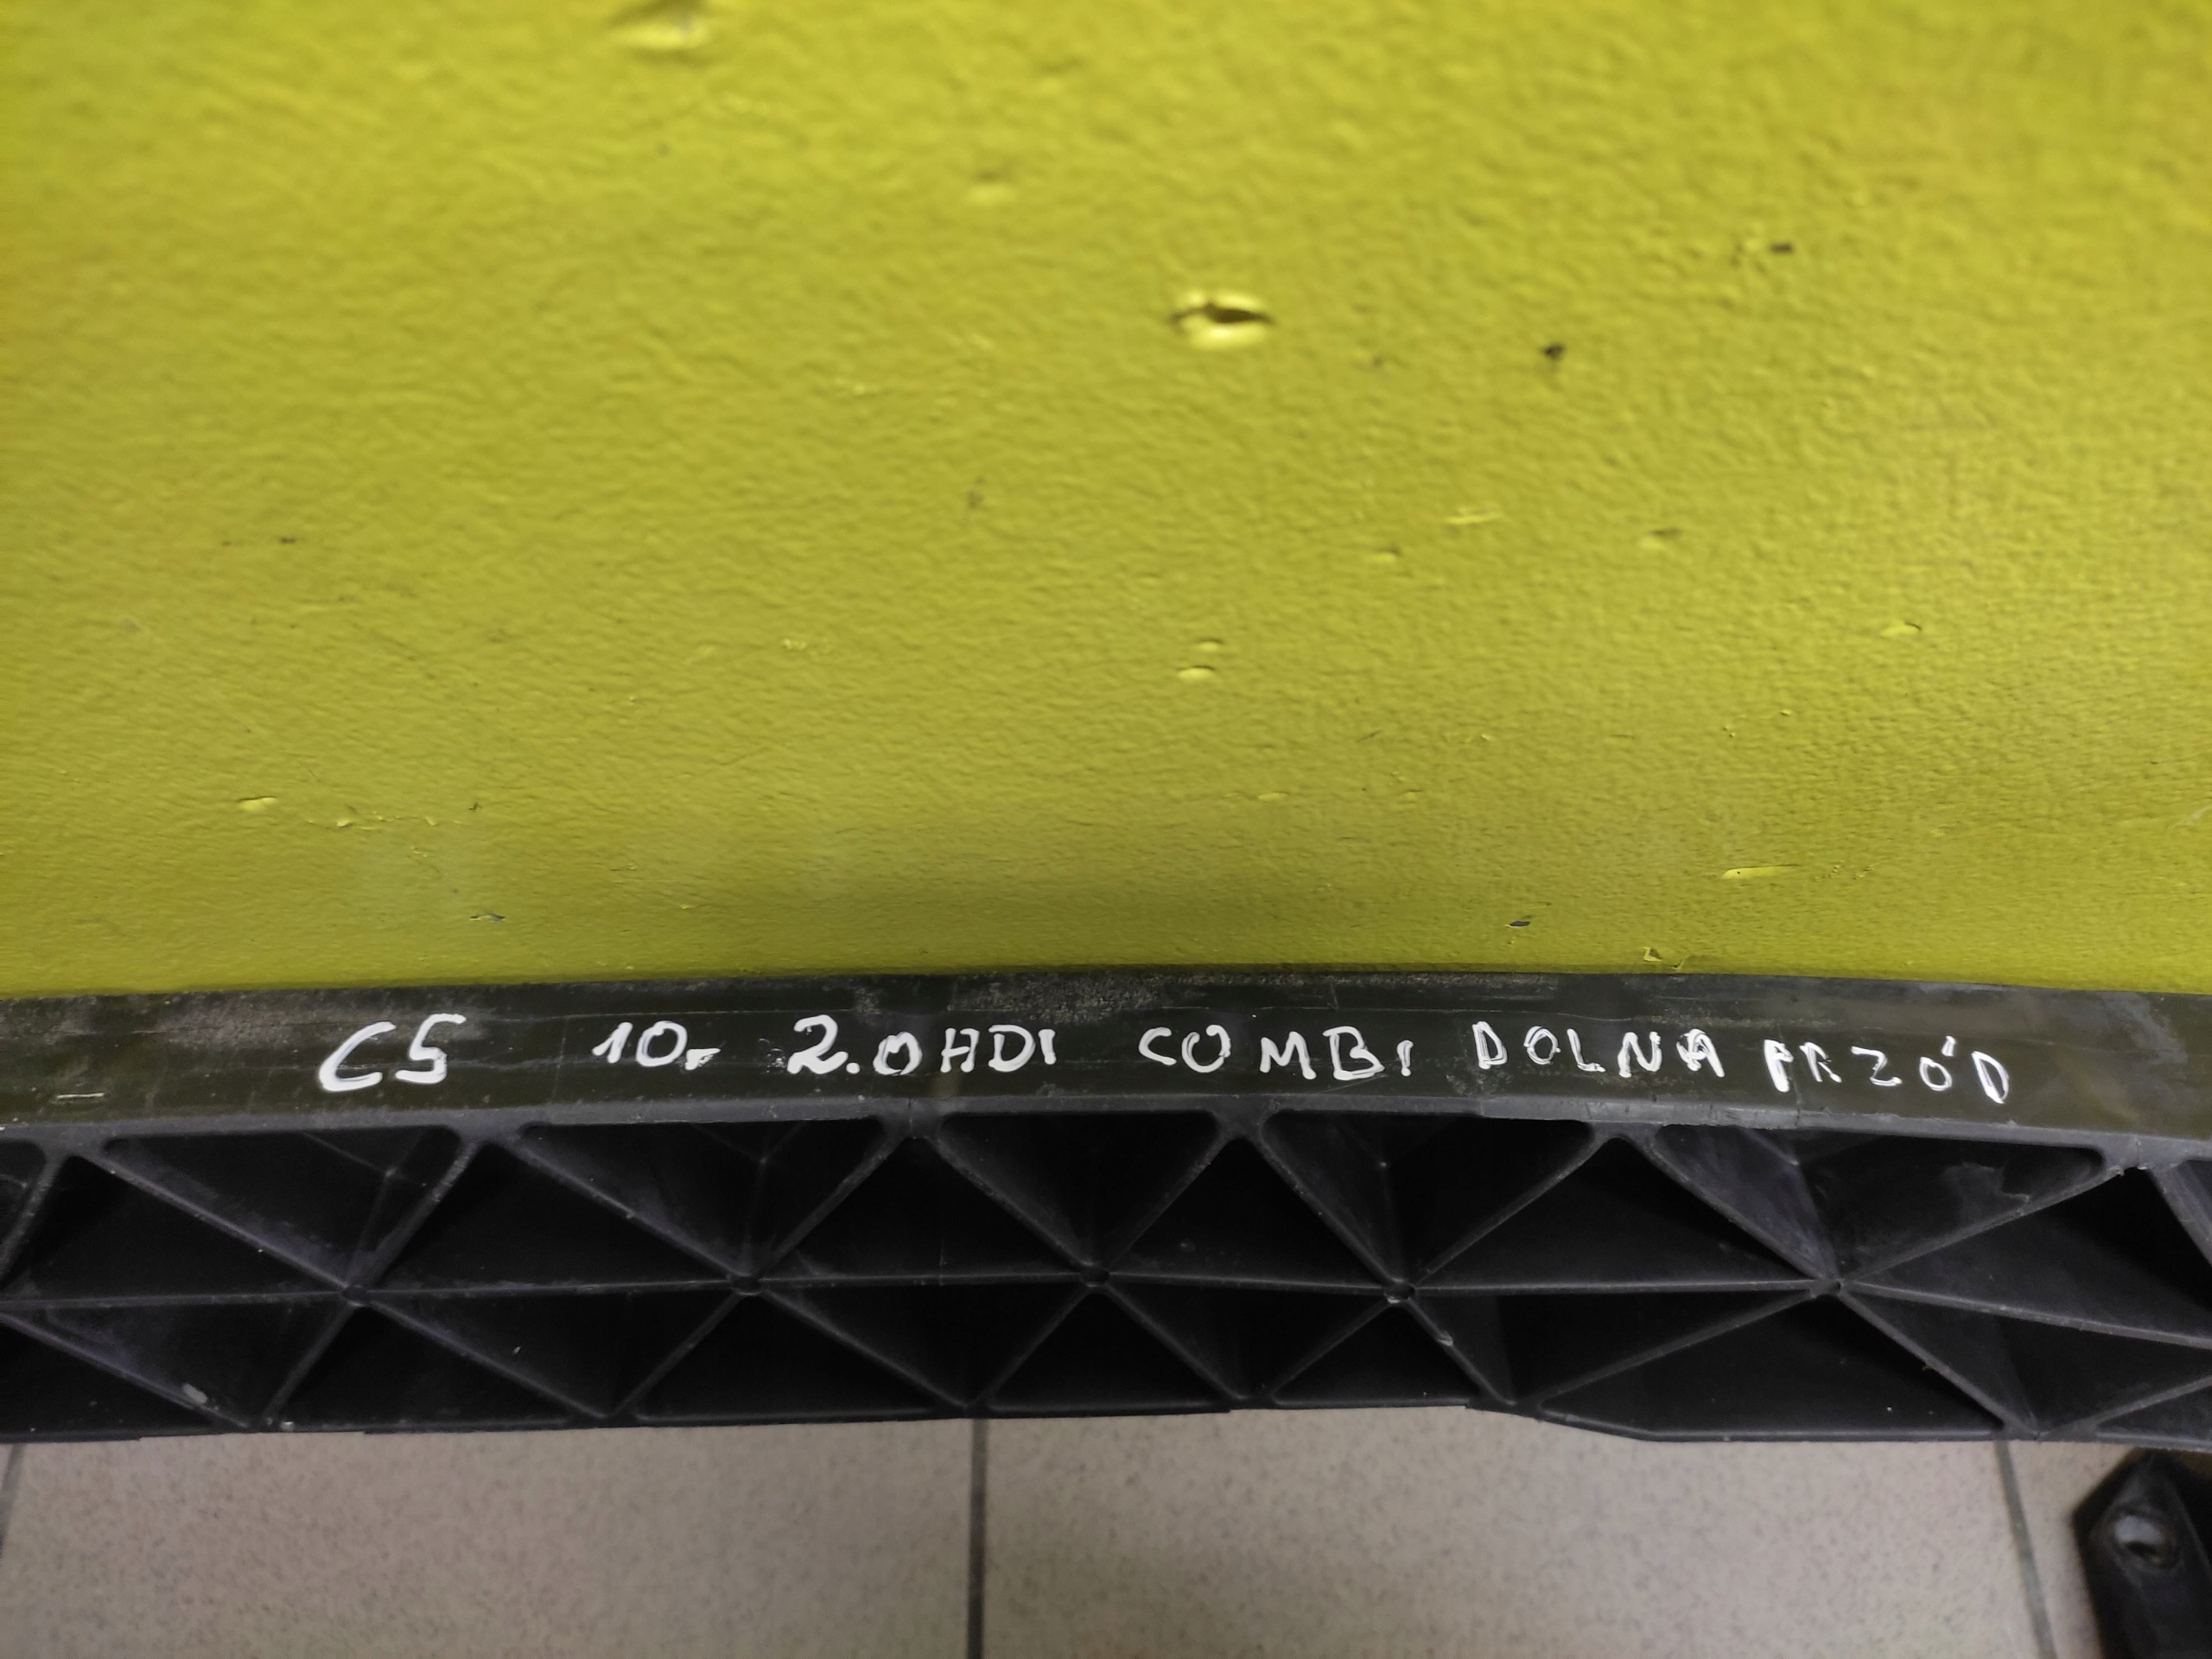 C5 10r 2.0HDI COMBI DOLNA PRZÓD